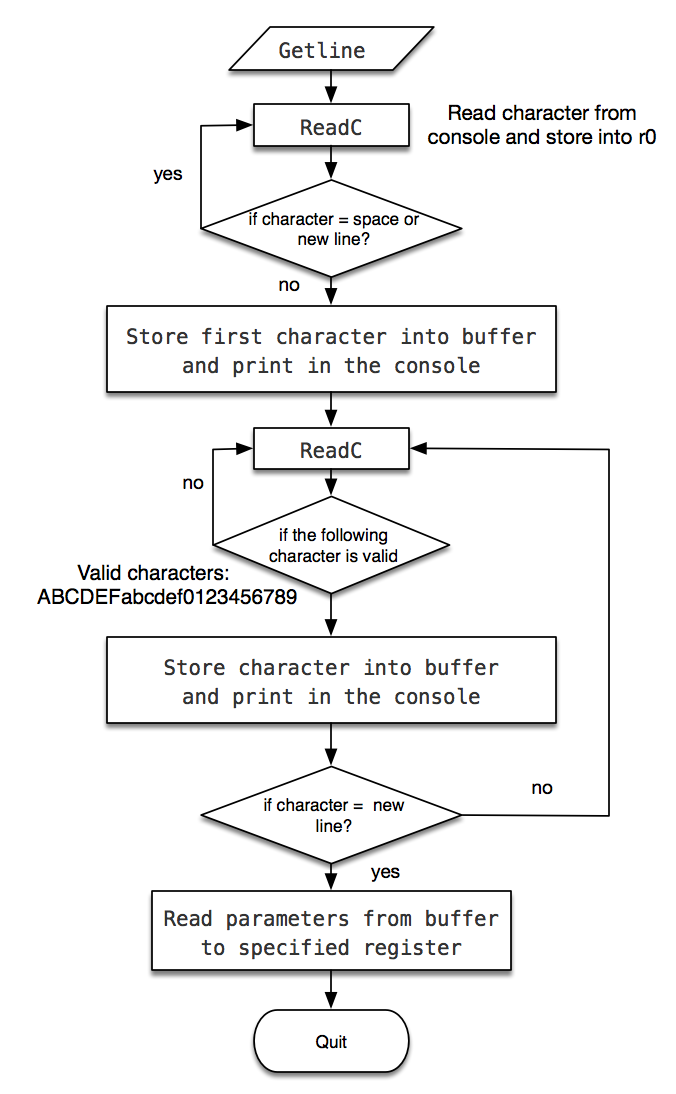 Getline
ReadC
Read character from
console and store into r0
yes
if character = space or
new line?
no
Store first character into buffer
and print in the console
ReadC
no
if the following
character is valid
Valid characters:
ABCDEFabcdef0123456789
Store character into buffer
and print in the console
if character = new
line?
no
yes
Read parameters from buffer
to specified register
Quit